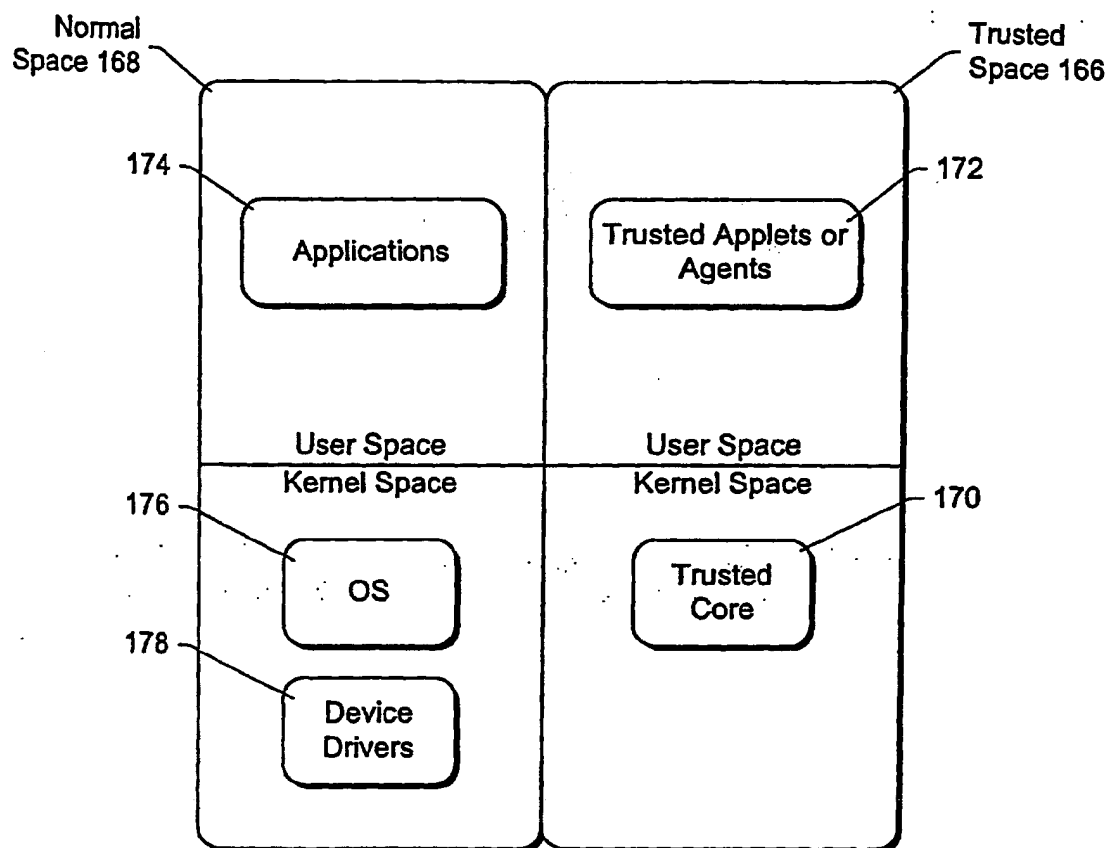 Normal
Space 168
Trusted
Space 166
174
172
Applications
Trusted Applets or
Agents
User Space
User Space
Kernel Space
Kernel Space
176
170
OS
Trusted
Core
178
Device
Drivers